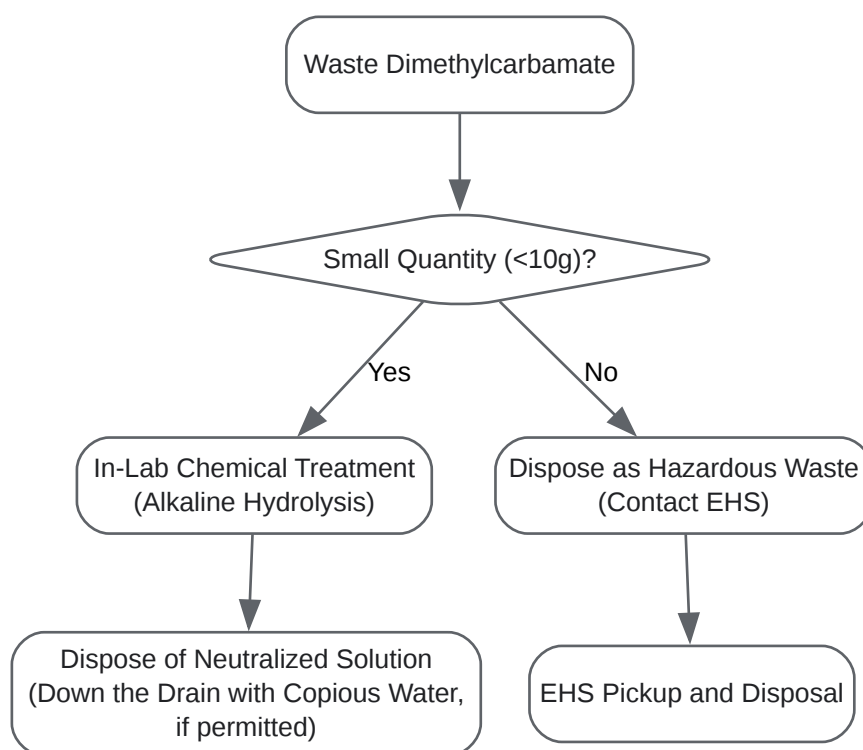 Waste Dimethylcarbamate
Small Quantity (<10g)?
Yes
No
In-Lab Chemical Treatment
(Alkaline Hydrolysis)
Dispose as Hazardous Waste
(Contact EHS)
Dispose of Neutralized Solution
(Down the Drain with Copious Water,
if permitted)
EHS Pickup and Disposal